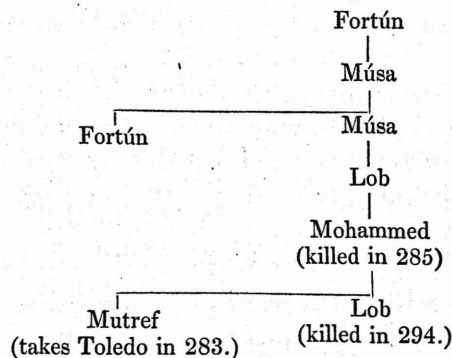 Fortún
Músa
Fortún
Músa
Lob
Mohammed
(killed in 285)
Mutref
(takes Toledo in 283.)
Lob
(killed in 294.)